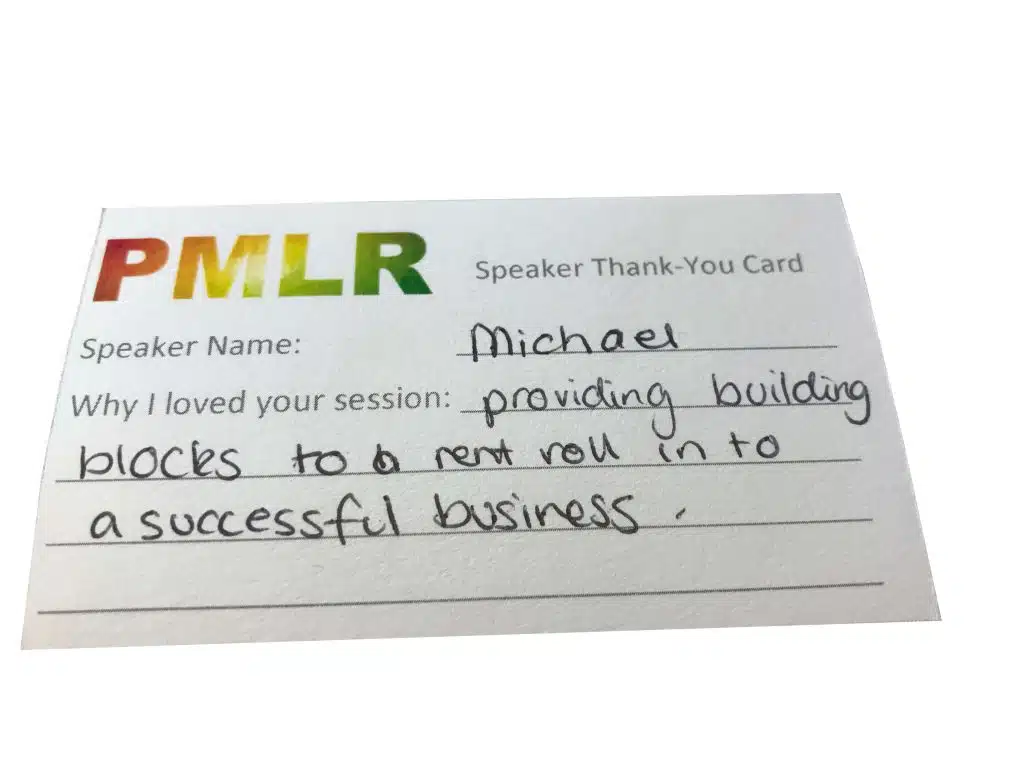 PMLR Speaker Thank-You Card
Speaker Name: Michael
Why I loved your session: providing building
blocks to a rent roll in to
a successful business.